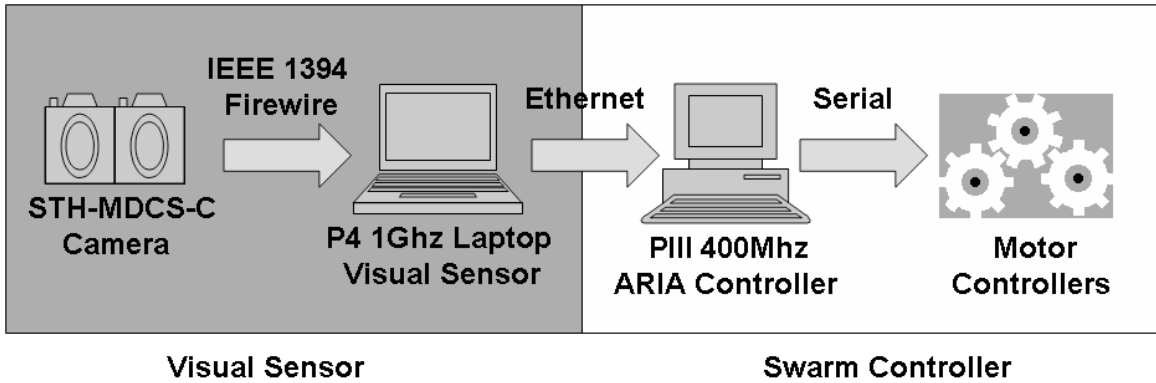 IEEE 1394
Firewire
Ethernet
Serial
STH-MDCS-C
Camera
P4 1Ghz Laptop
Visual Sensor
PIII 400Mhz
ARIA Controller
Motor
Controllers
Visual Sensor
Swarm Controller